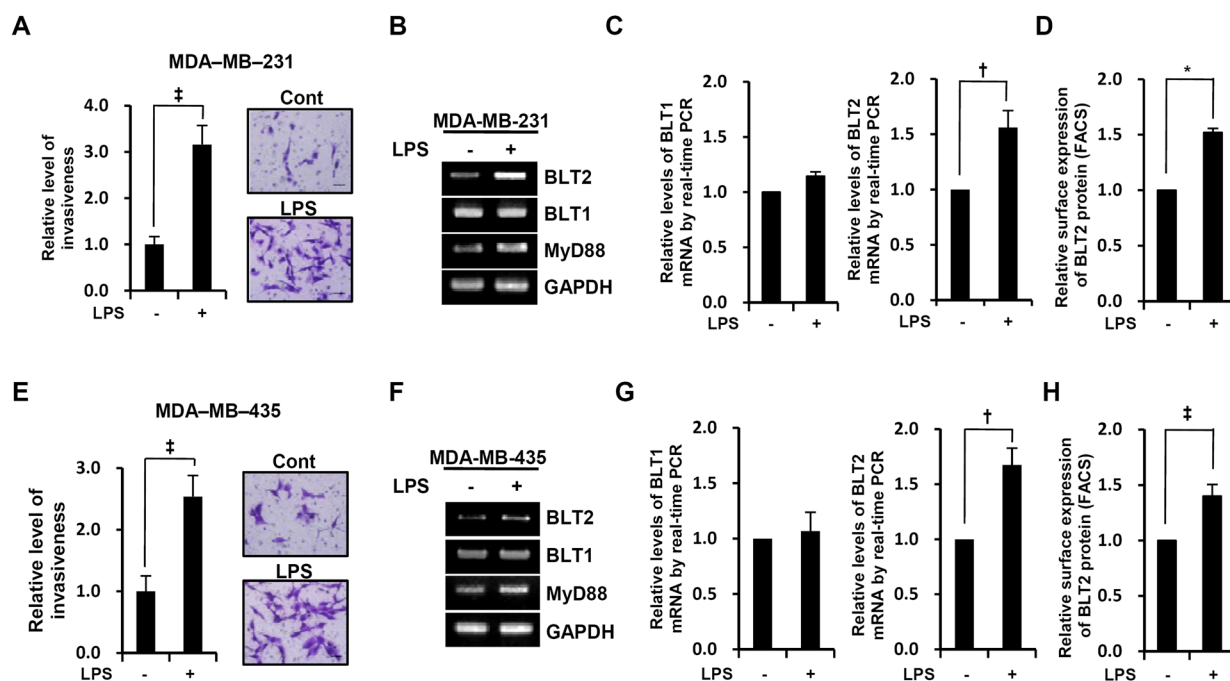 A
MDA–MB–231
Relative level of
invasiveness
4.0
3.0
2.0
1.0
0.0
‡
LPS - +
Cont
LPS
B
MDA-MB-231
LPS - +
BLT2
BLT1
MyD88
GAPDH
C
Relative levels of BLT1
mRNA by real-time PCR
2.0
1.5
1.0
0.5
0.0
LPS - +
Relative levels of BLT2
mRNA by real-time PCR
2.0
1.5
1.0
0.5
0.0
†
LPS - +
D
Relative surface expression
of BLT2 protein (FACS)
2.0
1.5
1.0
0.5
0.0
*
LPS - +
E
MDA–MB–435
Relative level of
invasiveness
3.0
2.0
1.0
0.0
‡
LPS - +
Cont
LPS
F
MDA-MB-435
LPS - +
BLT2
BLT1
MyD88
GAPDH
G
Relative levels of BLT1
mRNA by real-time PCR
2.0
1.5
1.0
0.5
0.0
LPS - +
Relative levels of BLT2
mRNA by real-time PCR
2.0
1.5
1.0
0.5
0.0
†
LPS - +
H
Relative surface expression
of BLT2 protein (FACS)
2.0
1.5
1.0
0.5
0.0
‡
LPS - +